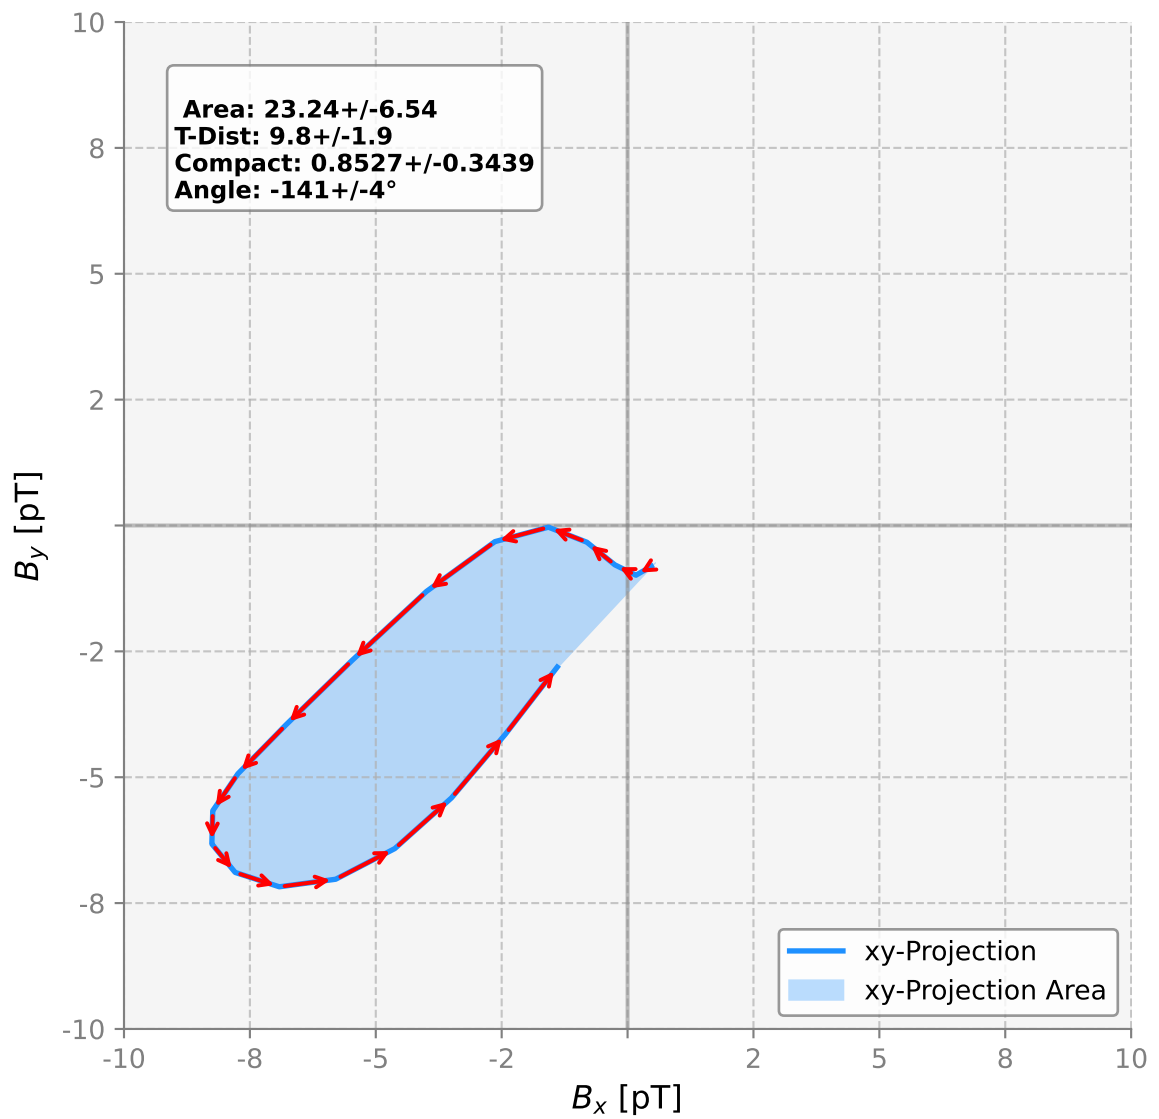 10
8
5
2
-2
-5
-8
-10
Area: 23.24+/-6.54
T-Dist: 9.8+/-1.9
Compact: 0.8527+/-0.3439
Angle: -141+/-4°
By [pT]
xy-Projection
xy-Projection Area
-10 -8 -5 -2 2 5 8 10
Bx [pT]